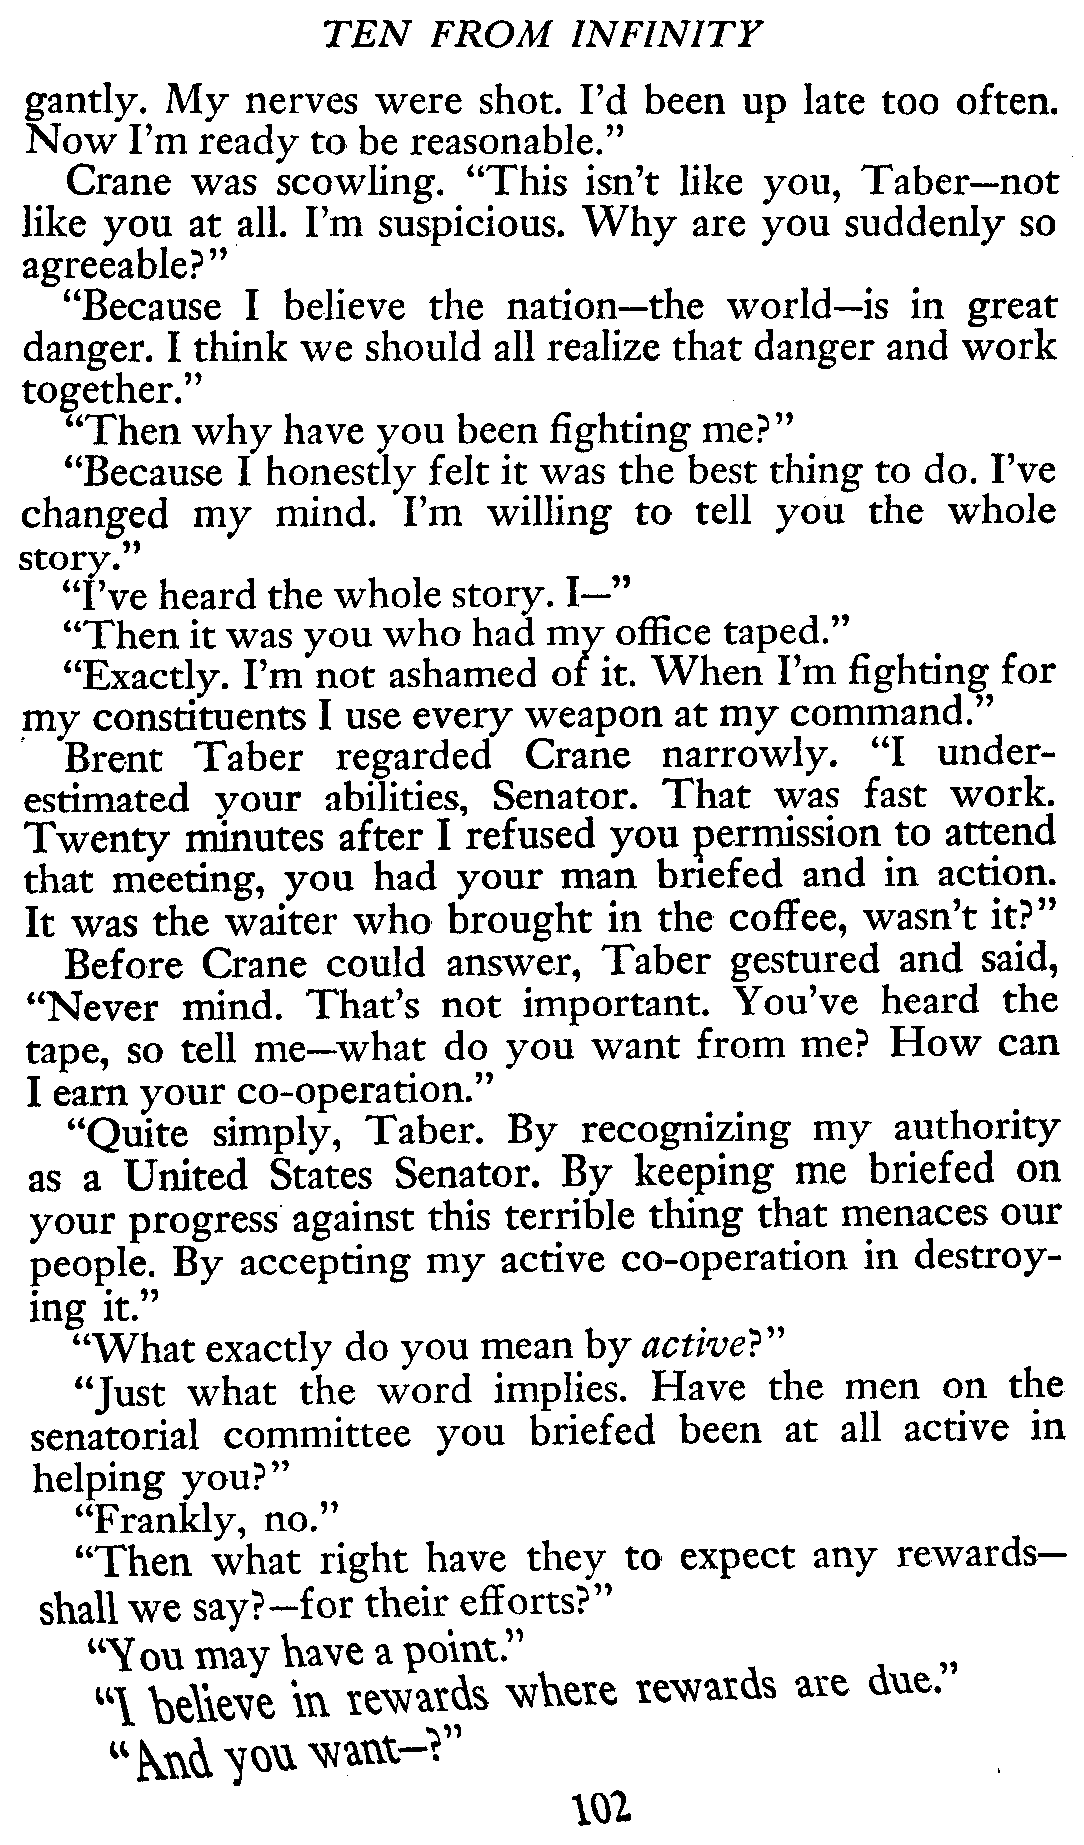 TEN FROM INFINITY
gantly. My nerves were shot. I'd been up late too often.
Now I'm ready to be reasonable."
Crane was scowling. "This isn't like you, Taber—not
like you at all. I'm suspicious. Why are you suddenly so
agreeable?"
"Because I believe the nation—the world—is in great
danger. I think we should all realize that danger and work
together."
"Then why have you been fighting me?"
"Because I honestly felt it was the best thing to do. I've
changed my mind. I'm willing to tell you the whole
story."
"I've heard the whole story. I—"
"Then it was you who had my office taped."
"Exactly. I'm not ashamed of it. When I'm fighting for
my constituents I use every weapon at my command."
Brent Taber regarded Crane narrowly. "I under-
estimated your abilities, Senator. That was fast work.
Twenty minutes after I refused you permission to attend
that meeting, you had your man briefed and in action.
It was the waiter who brought in the coffee, wasn't it?"
Before Crane could answer, Taber gestured and said,
"Never mind. That's not important. You've heard the
tape, so tell me—what do you want from me? How can
I earn your co-operation."
"Quite simply, Taber. By recognizing my authority
as a United States Senator. By keeping me briefed on
your progress against this terrible thing that menaces our
people. By accepting my active co-operation in destroy-
ing it."
"What exactly do you mean by active?"
"Just what the word implies. Have the men on the
senatorial committee you briefed been at all active in
helping you?"
"Frankly, no."
"Then what right have they to expect any rewards—
shall we say?—for their efforts?"
"You may have a point."
"I believe in rewards where rewards are due."
"And you want—?"
102